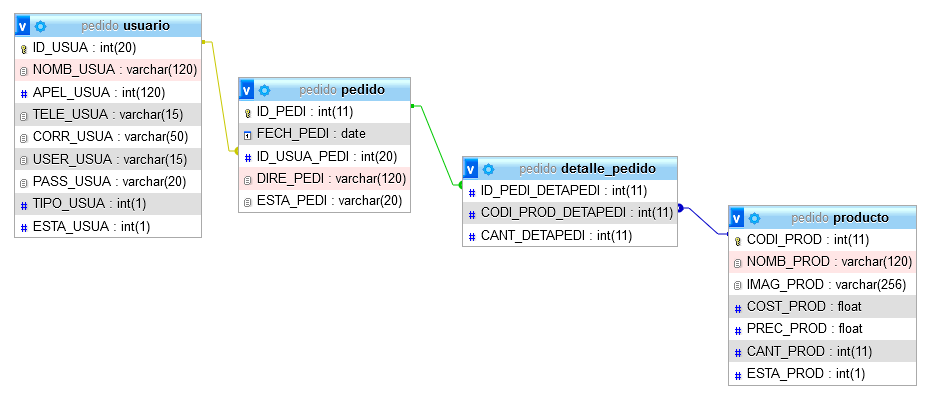 v pedido usuario
ID_USUA : int(20)
NOMB_USUA : varchar(120)
# APEL_USUA : int(120)
TELE_USUA : varchar(15)
CORR_USUA : varchar(50)
USER_USUA : varchar(15)
PASS_USUA : varchar(20)
# TIPO_USUA : int(1)
# ESTA_USUA : int(1)
v pedido pedido
ID_PEDI : int(11)
FECH_PEDI : date
# ID_USUA_PEDI : int(20)
DIRE_PEDI : varchar(120)
ESTA_PEDI : varchar(20)
v pedido detalle_pedido
# ID_PEDI_DETAPEDI : int(11)
# CODI_PROD_DETAPEDI : int(11)
# CANT_DETAPEDI : int(11)
v pedido producto
CODI_PROD : int(11)
NOMB_PROD : varchar(120)
IMAG_PROD : varchar(256)
# COST_PROD : float
# PREC_PROD : float
# CANT_PROD : int(11)
# ESTA_PROD : int(1)